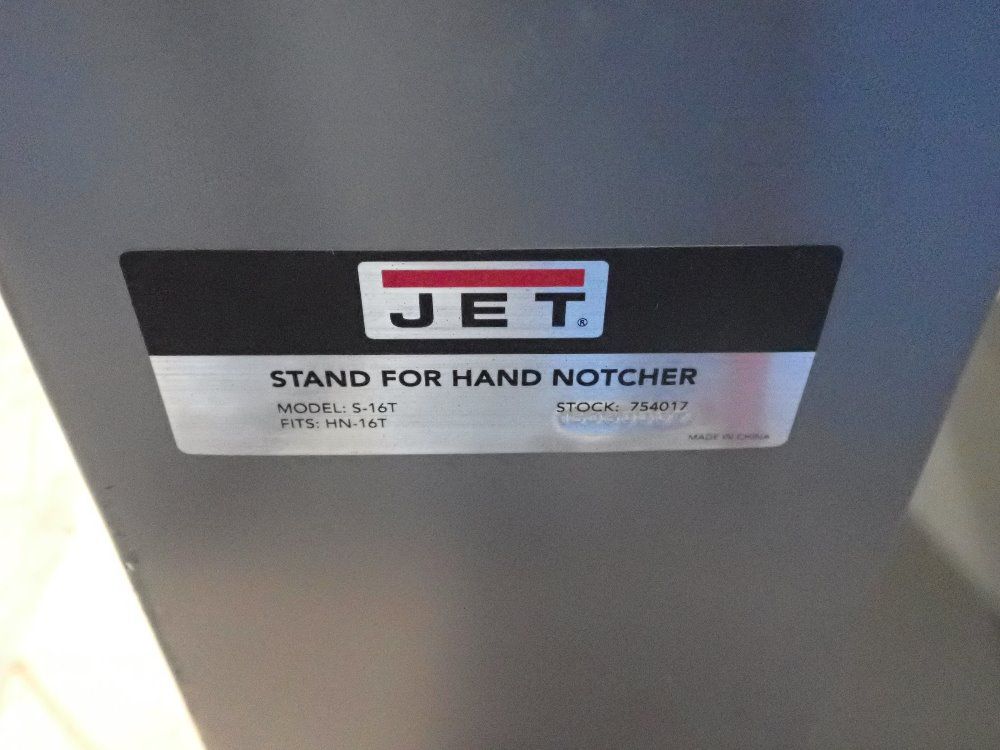 JET®
STAND FOR HAND NOTCHER
MODEL: S-16T STOCK: 754017
FITS: HN-16T
MADE IN CHINA